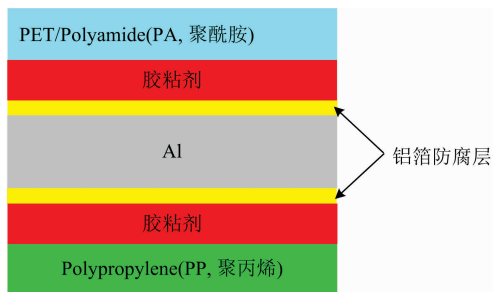 PET/Polyamide(PA, 聚酰胺)
胶粘剂
Al
铝箔防腐层
胶粘剂
Polypropylene(PP, 聚丙烯)